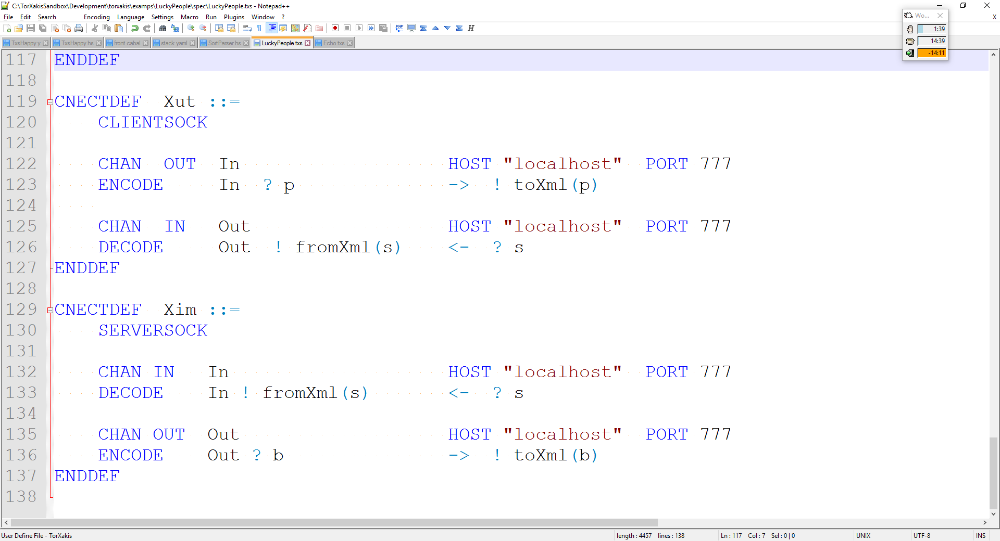 C:\TorXakisSandbox\Development\torxakis\examps\LuckyPeople\spec\LuckyPeople.txs - Notepad++
File Edit Search Encoding Language Settings Macro Run Plugins Window ? X
Wo...
1:39
14:39
-14:11
TxsHappy.y TxsHappy.hs front.cabal stack.yaml SortParser.hs LuckyPeople.txs Echo.txs
117 ENDDEF
118
119 CNECTDEF Xut ::=
120 CLIENTSOCK
121
122 CHAN OUT In HOST "localhost" PORT 777
123 ENCODE In ? p -> ! toXml(p)
124
125 CHAN IN Out HOST "localhost" PORT 777
126 DECODE Out ! fromXml(s) <- ? s
127 ENDDEF
128
129 CNECTDEF Xim ::=
130 SERVERSOCK
131
132 CHAN IN In HOST "localhost" PORT 777
133 DECODE In ! fromXml(s) <- ? s
134
135 CHAN OUT Out HOST "localhost" PORT 777
136 ENCODE Out ? b -> ! toXml(b)
137 ENDDEF
138
User Define File - TorXakis length : 4457 lines : 138 Ln : 117 Col : 7 Sel : 0 | 0 UNIX UTF-8 INS